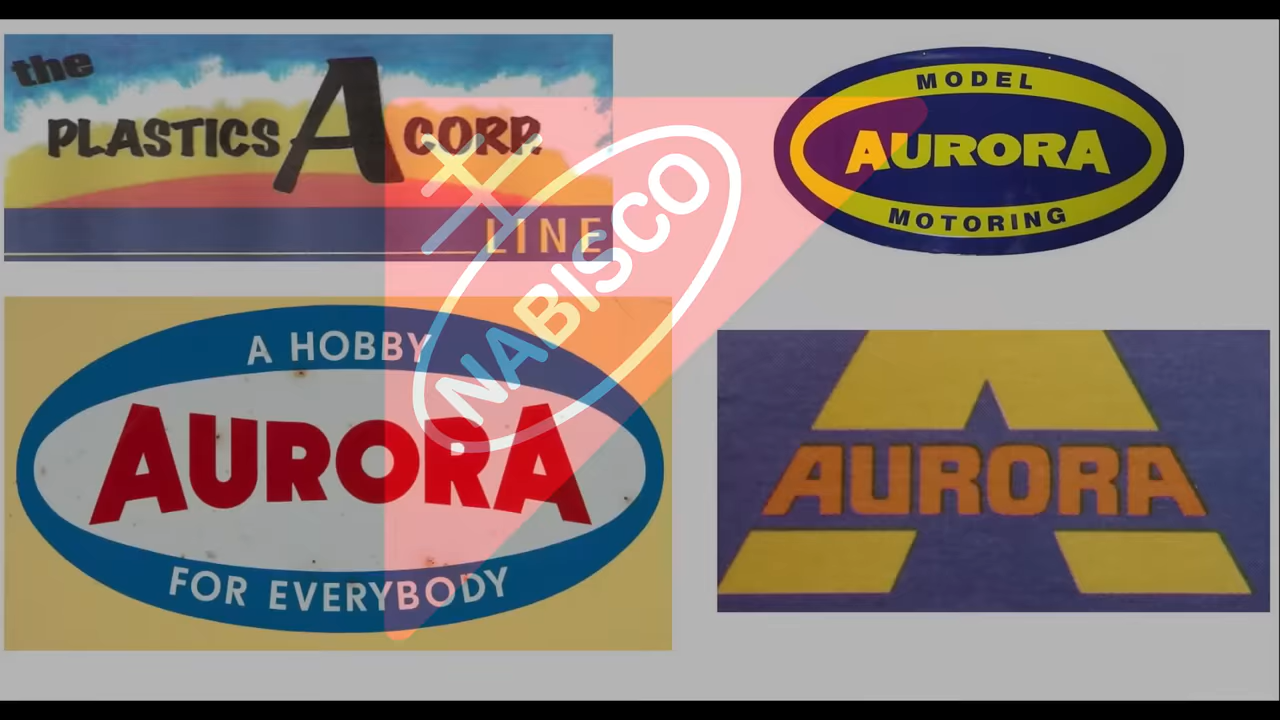 the
PLASTICS A CORP.
LINE
MODEL
AURORA
MOTORING
NABISCO
A HOBBY
AURORA
FOR EVERYBODY
AURORA